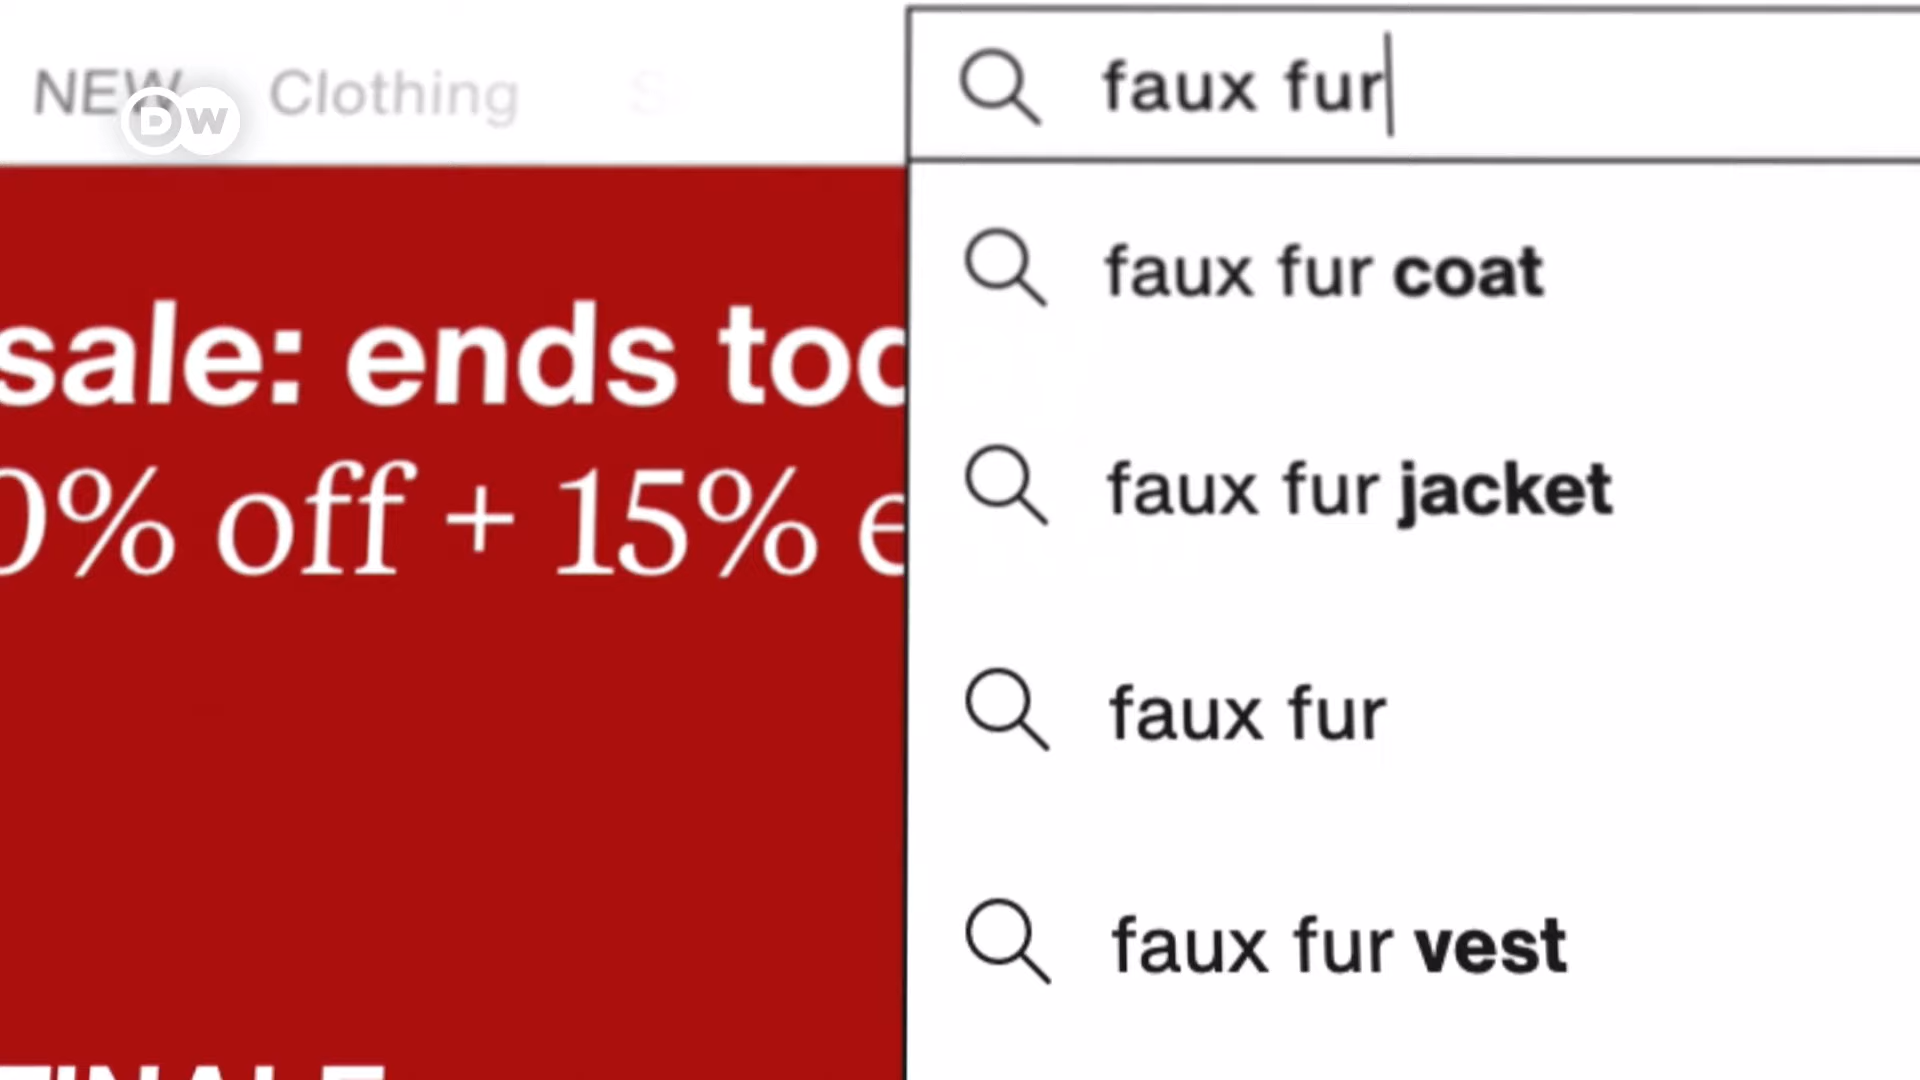 NEW Clothing
DW
faux fur
faux fur coat
faux fur jacket
faux fur
faux fur vest
sale: ends
0% off + 15%